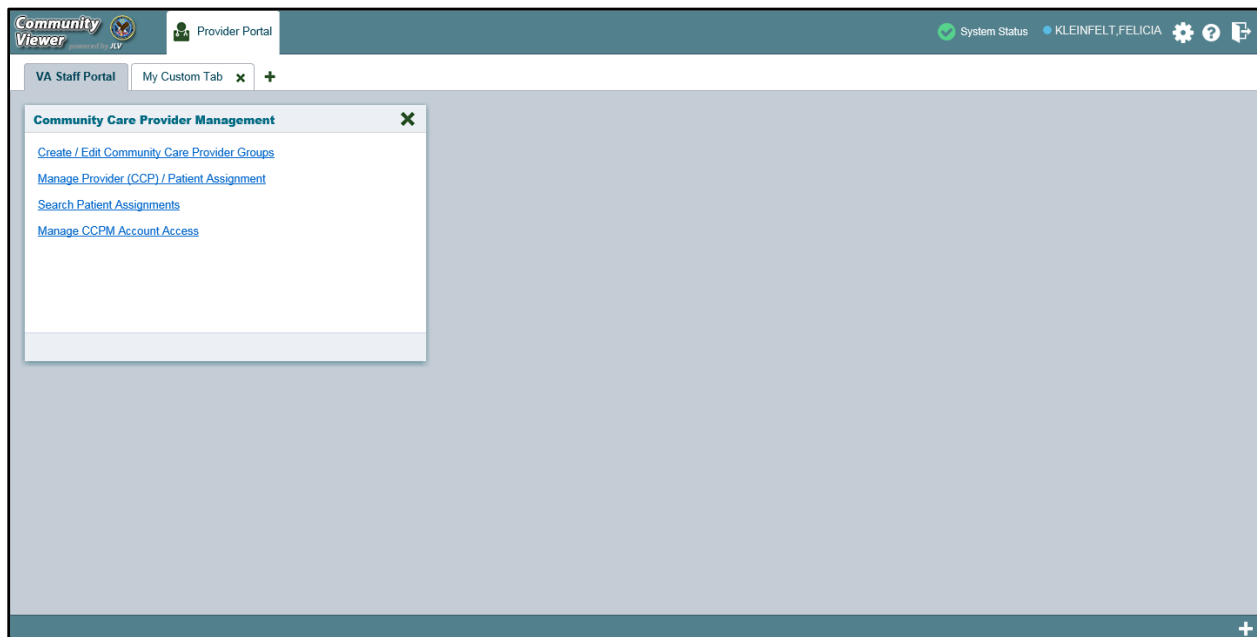 Community
Viewer
powered by JLV
Provider Portal
System Status
KLEINFELT,FELICIA
VA Staff Portal
My Custom Tab
Community Care Provider Management
Create / Edit Community Care Provider Groups
Manage Provider (CCP) / Patient Assignment
Search Patient Assignments
Manage CCPM Account Access